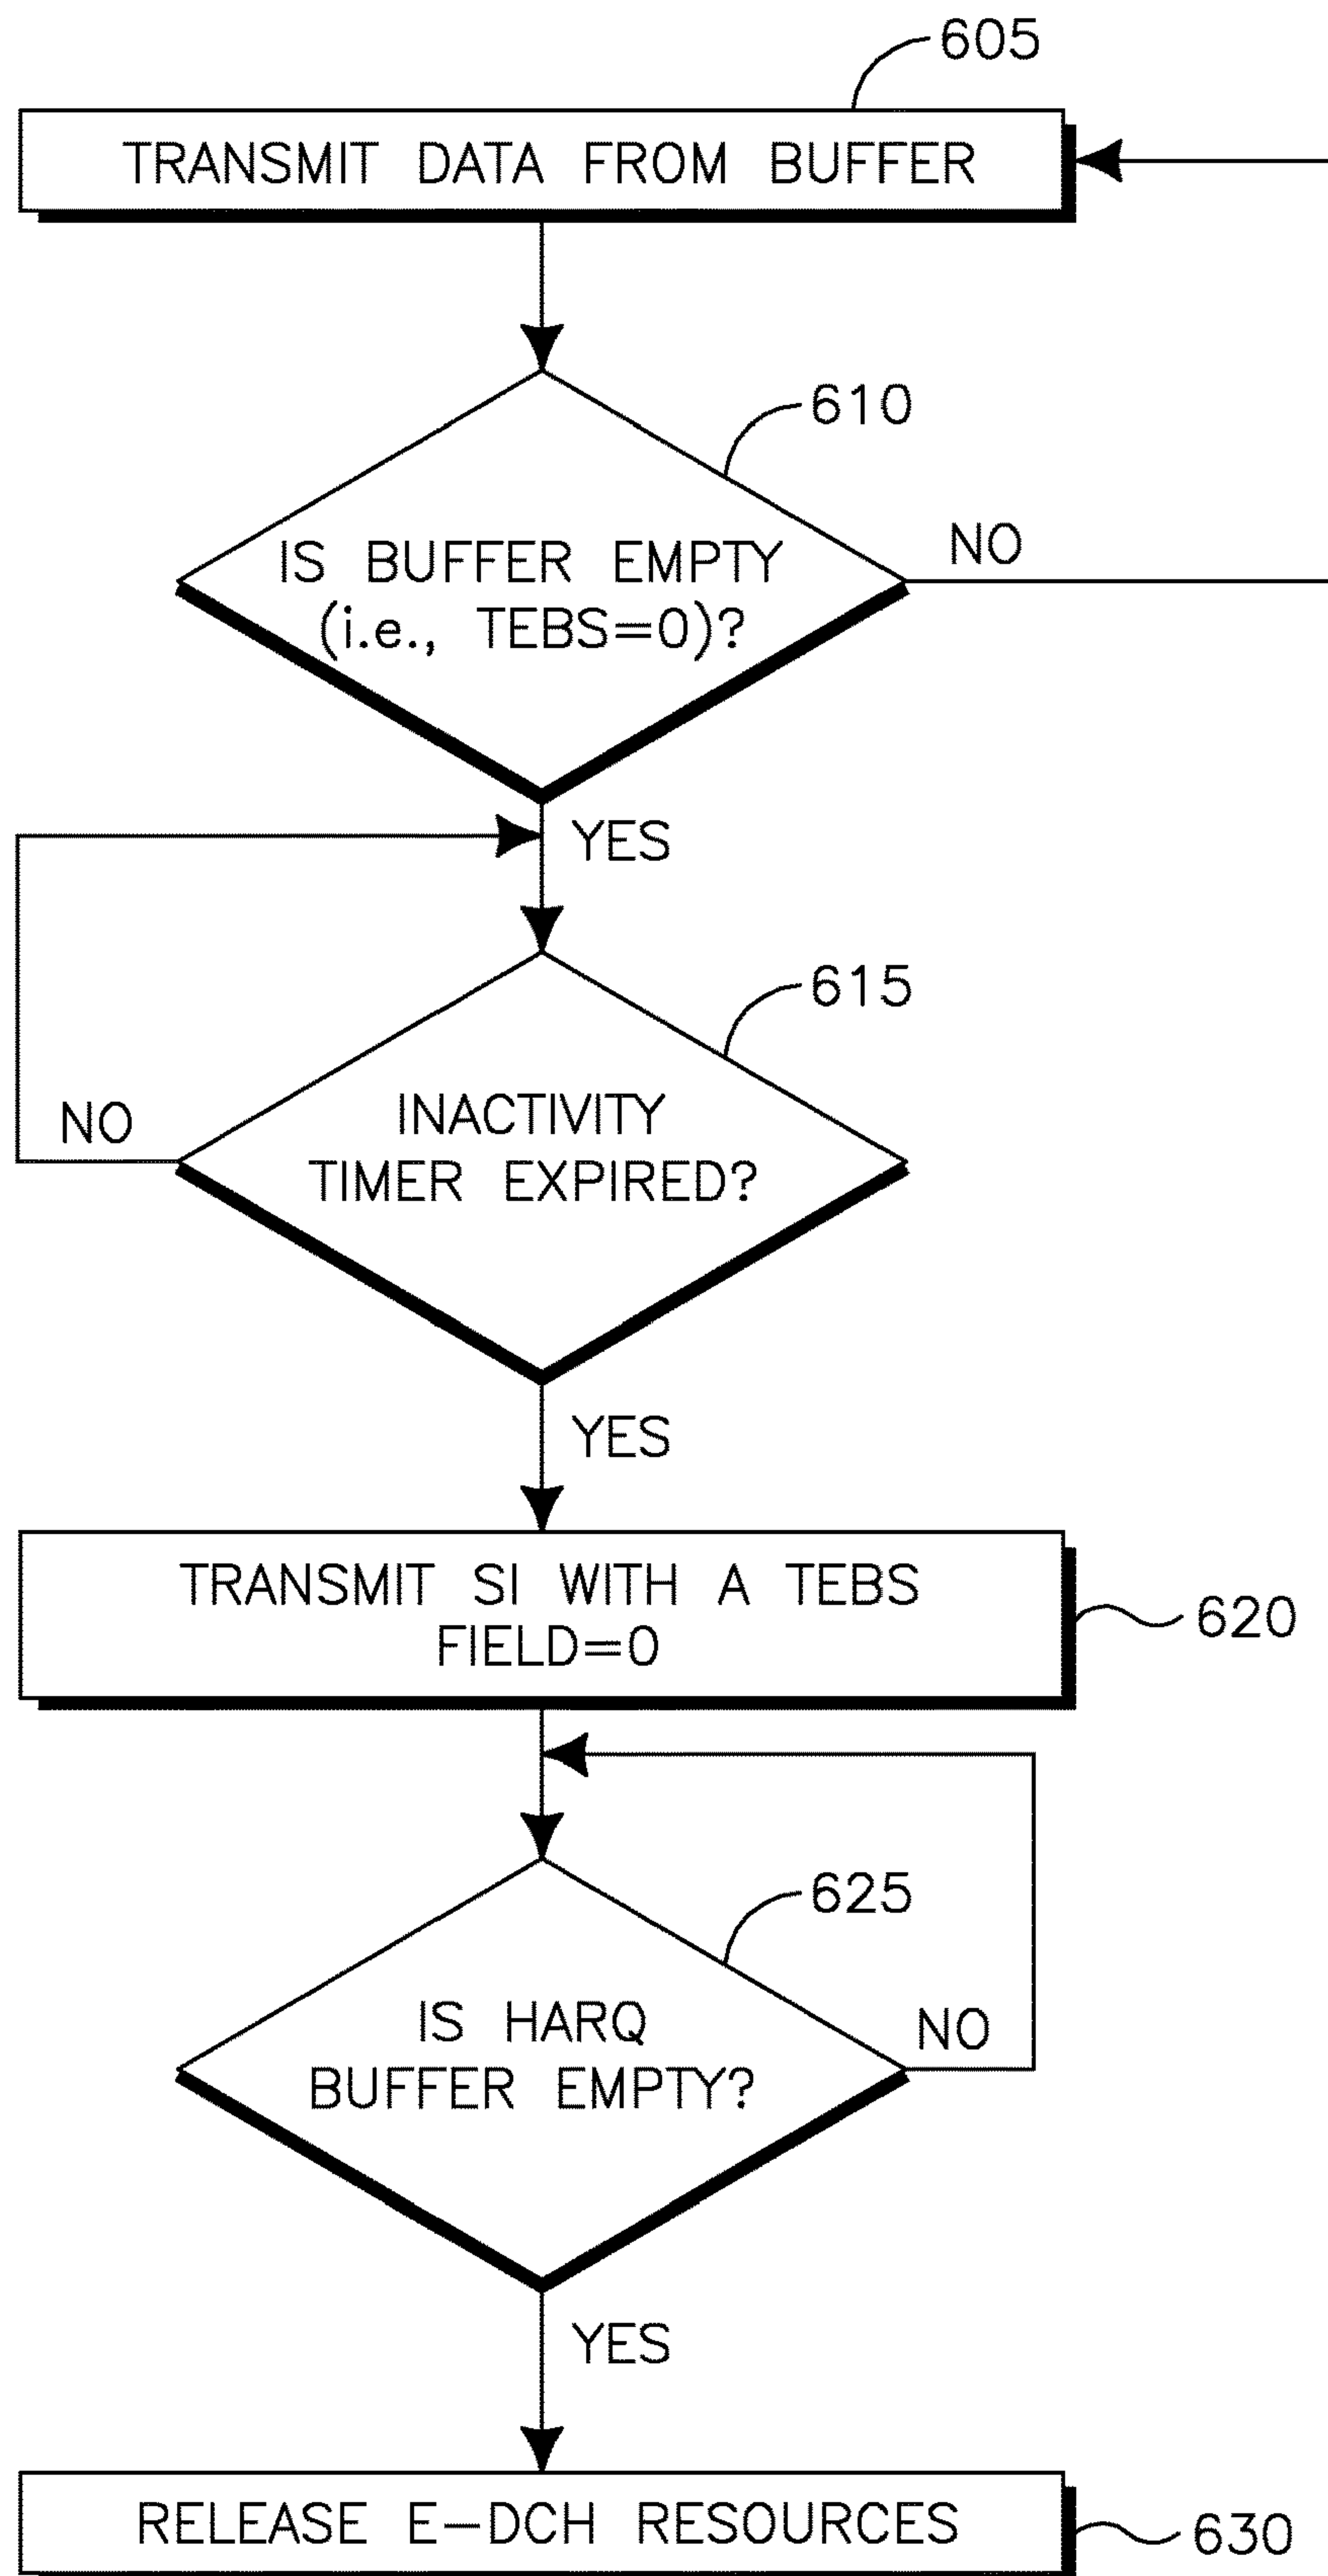 605
TRANSMIT DATA FROM BUFFER
610
IS BUFFER EMPTY
(i.e., TEBS=0)?
NO
YES
615
INACTIVITY
TIMER EXPIRED?
NO
YES
TRANSMIT SI WITH A TEBS
FIELD=0
620
625
IS HARQ
BUFFER EMPTY?
NO
YES
RELEASE E-DCH RESOURCES
630